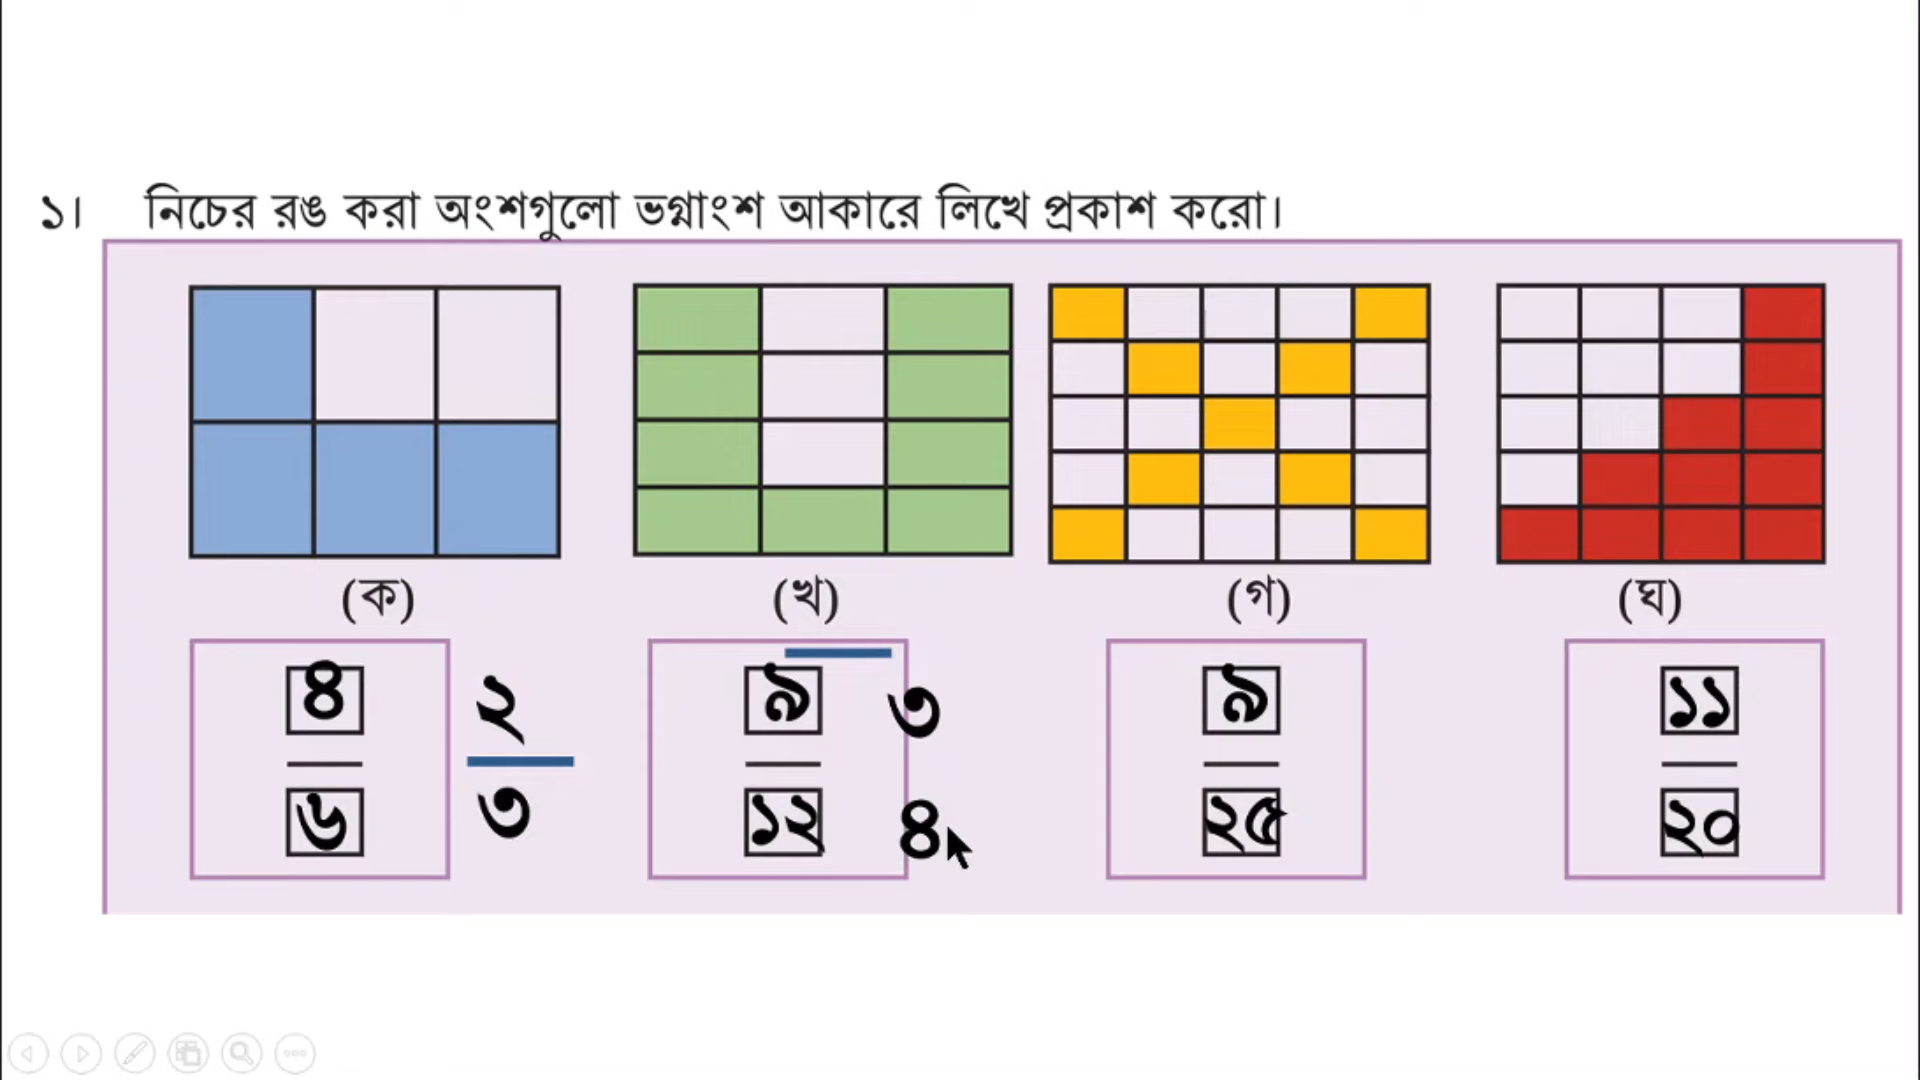 ১। নিচের রঙ করা অংশগুলো ভগ্নাংশ আকারে লিখে প্রকাশ করো।
(ক) (খ) (গ) (ঘ)
৪ ২ ৯ ৩ ৯ ১১
৬ ৩ ১২ ৪ ২৫ ২০